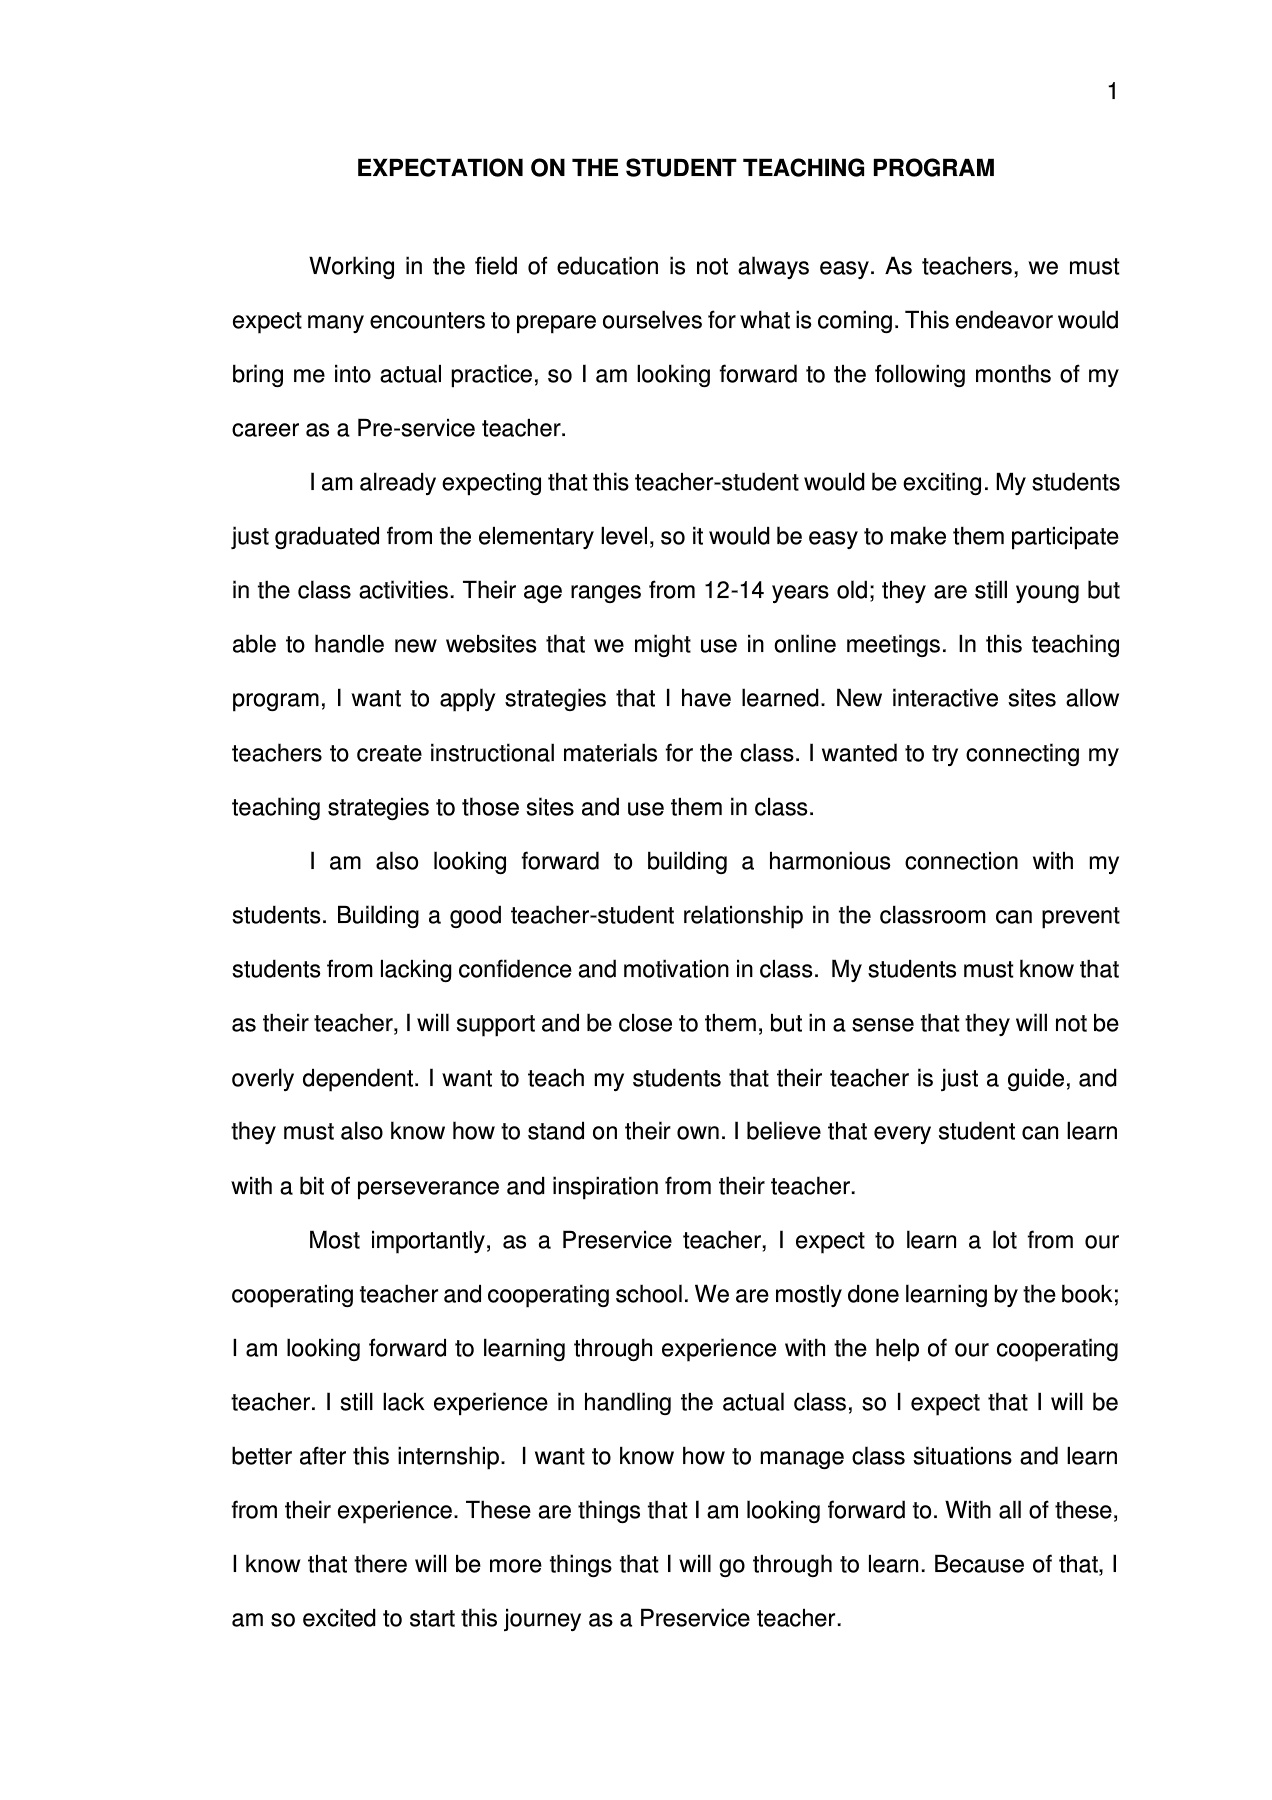 1
EXPECTATION ON THE STUDENT TEACHING PROGRAM
Working in the field of education is not always easy. As teachers, we must
expect many encounters to prepare ourselves for what is coming. This endeavor would
bring me into actual practice, so I am looking forward to the following months of my
career as a Pre-service teacher.
I am already expecting that this teacher-student would be exciting. My students
just graduated from the elementary level, so it would be easy to make them participate
in the class activities. Their age ranges from 12-14 years old; they are still young but
able to handle new websites that we might use in online meetings. In this teaching
program, I want to apply strategies that I have learned. New interactive sites allow
teachers to create instructional materials for the class. I wanted to try connecting my
teaching strategies to those sites and use them in class.
I am also looking forward to building a harmonious connection with my
students. Building a good teacher-student relationship in the classroom can prevent
students from lacking confidence and motivation in class.  My students must know that
as their teacher, I will support and be close to them, but in a sense that they will not be
overly dependent. I want to teach my students that their teacher is just a guide, and
they must also know how to stand on their own. I believe that every student can learn
with a bit of perseverance and inspiration from their teacher.
Most importantly, as a Preservice teacher, I expect to learn a lot from our
cooperating teacher and cooperating school. We are mostly done learning by the book;
I am looking forward to learning through experience with the help of our cooperating
teacher. I still lack experience in handling the actual class, so I expect that I will be
better after this internship.  I want to know how to manage class situations and learn
from their experience. These are things that I am looking forward to. With all of these,
I know that there will be more things that I will go through to learn. Because of that, I
am so excited to start this journey as a Preservice teacher.